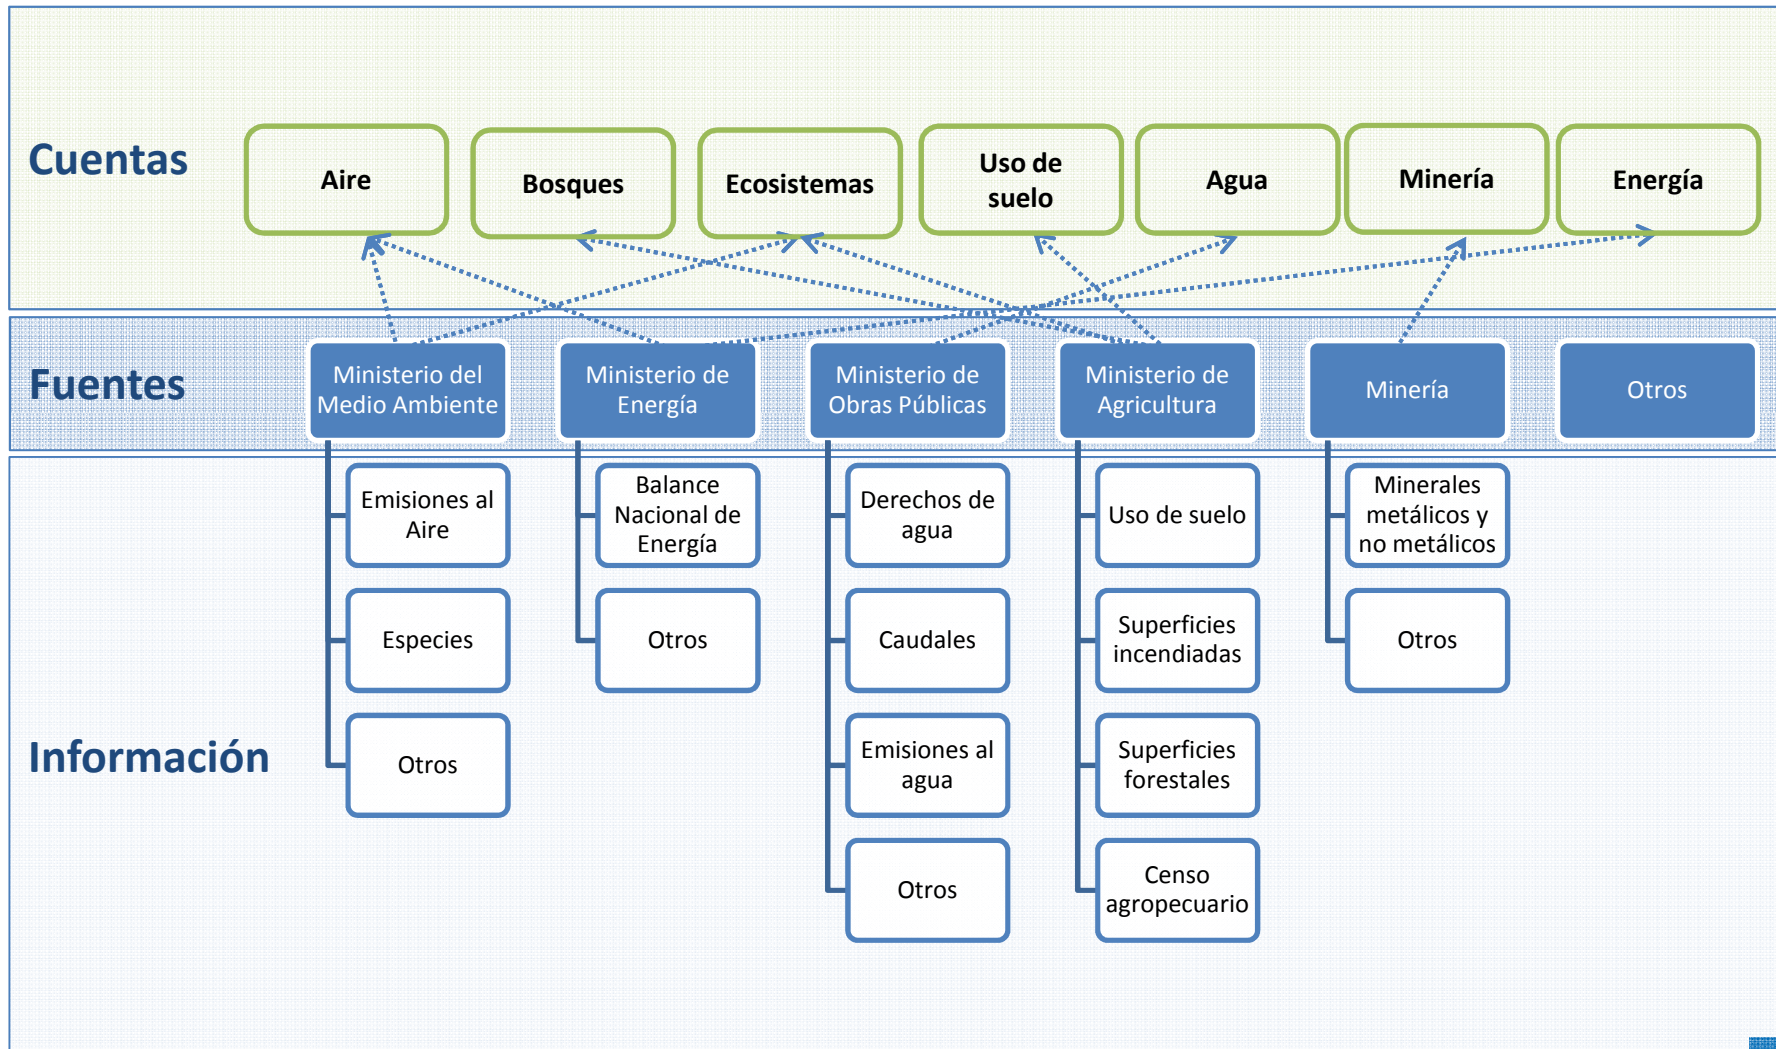 Cuentas
Aire
Bosques
Ecosistemas
Uso de
suelo
Agua
Minería
Energía
Fuentes
Ministerio del
Medio Ambiente
Ministerio de
Energía
Ministerio de
Obras Públicas
Ministerio de
Agricultura
Minería
Otros
Información
Emisiones al
Aire
Especies
Otros
Balance
Nacional de
Energía
Otros
Derechos de
agua
Caudales
Emisiones al
agua
Otros
Uso de suelo
Superficies
incendiadas
Superficies
forestales
Censo
agropecuario
Minerales
metálicos y
no metálicos
Otros